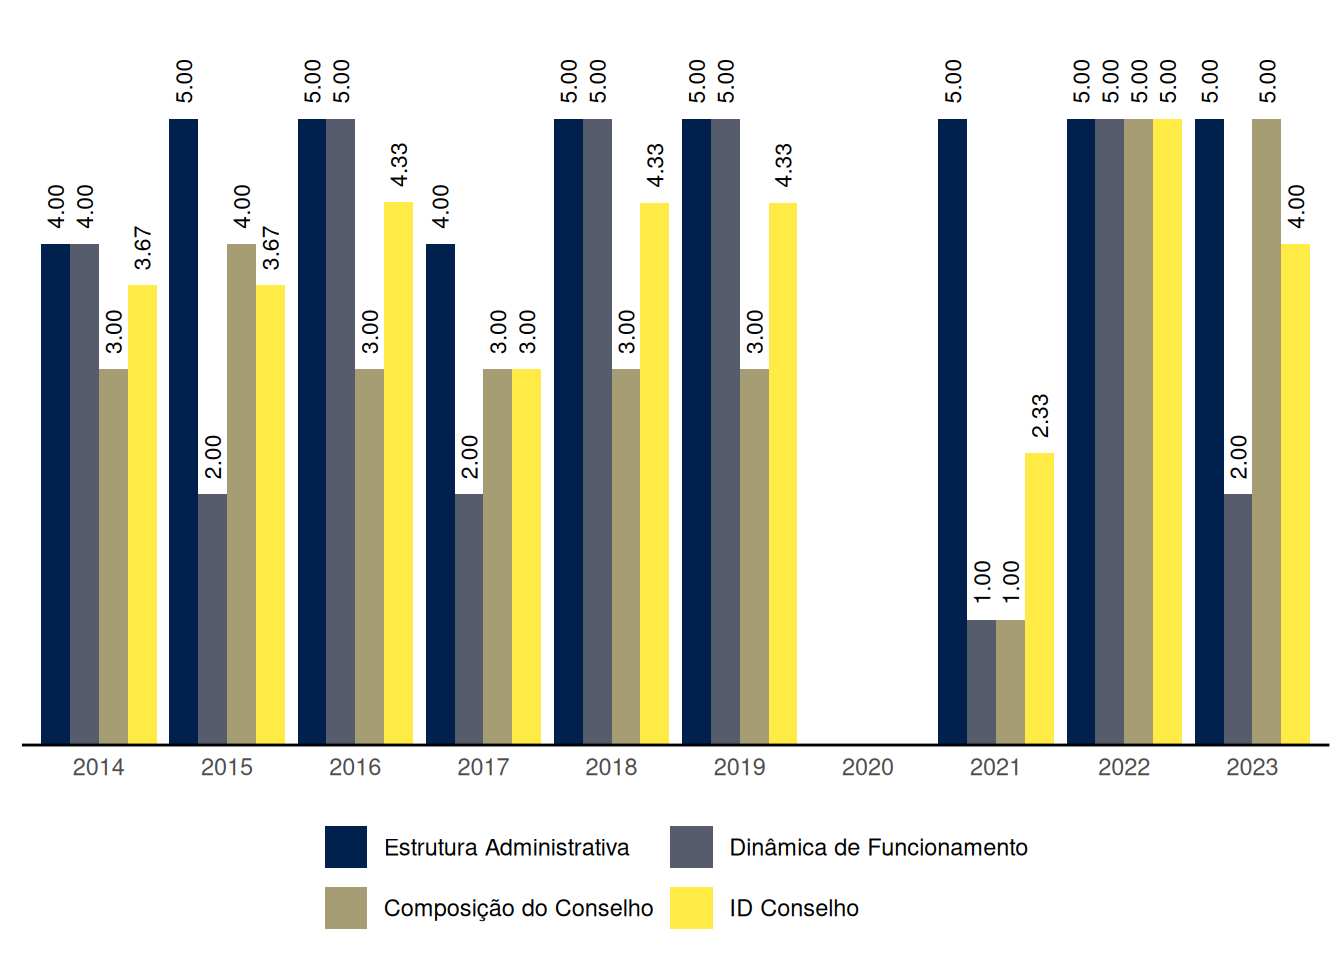 4.00 4.00 3.00 3.67 5.00 2.00 4.00 3.67 5.00 5.00 3.00 4.33 4.00 2.00 3.00 3.00 5.00 5.00 3.00 4.33 5.00 5.00 3.00 4.33 5.00 1.00 1.00 2.33 5.00 5.00 5.00 5.00 5.00 2.00 5.00 4.00
2014 2015 2016 2017 2018 2019 2020 2021 2022 2023
Estrutura Administrativa Dinâmica de Funcionamento
Composição do Conselho ID Conselho